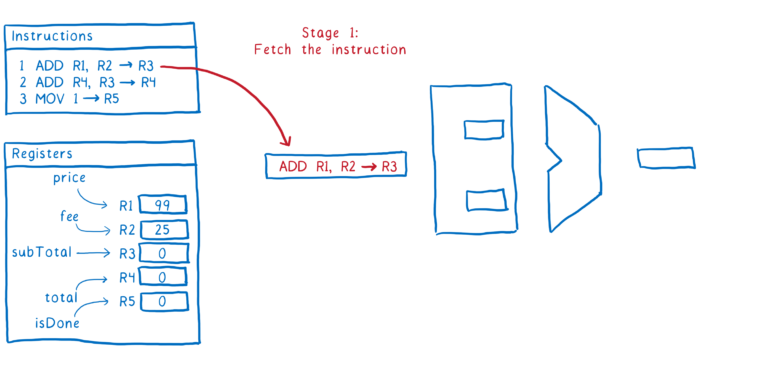 Instructions
1 ADD R1, R2 → R3
2 ADD R4, R3 → R4
3 MOV 1 → R5
Stage 1:
Fetch the instruction
ADD R1, R2 → R3
Registers
price
R1 99
fee
R2 25
subTotal R3 0
R4 0
total
R5 0
isDone